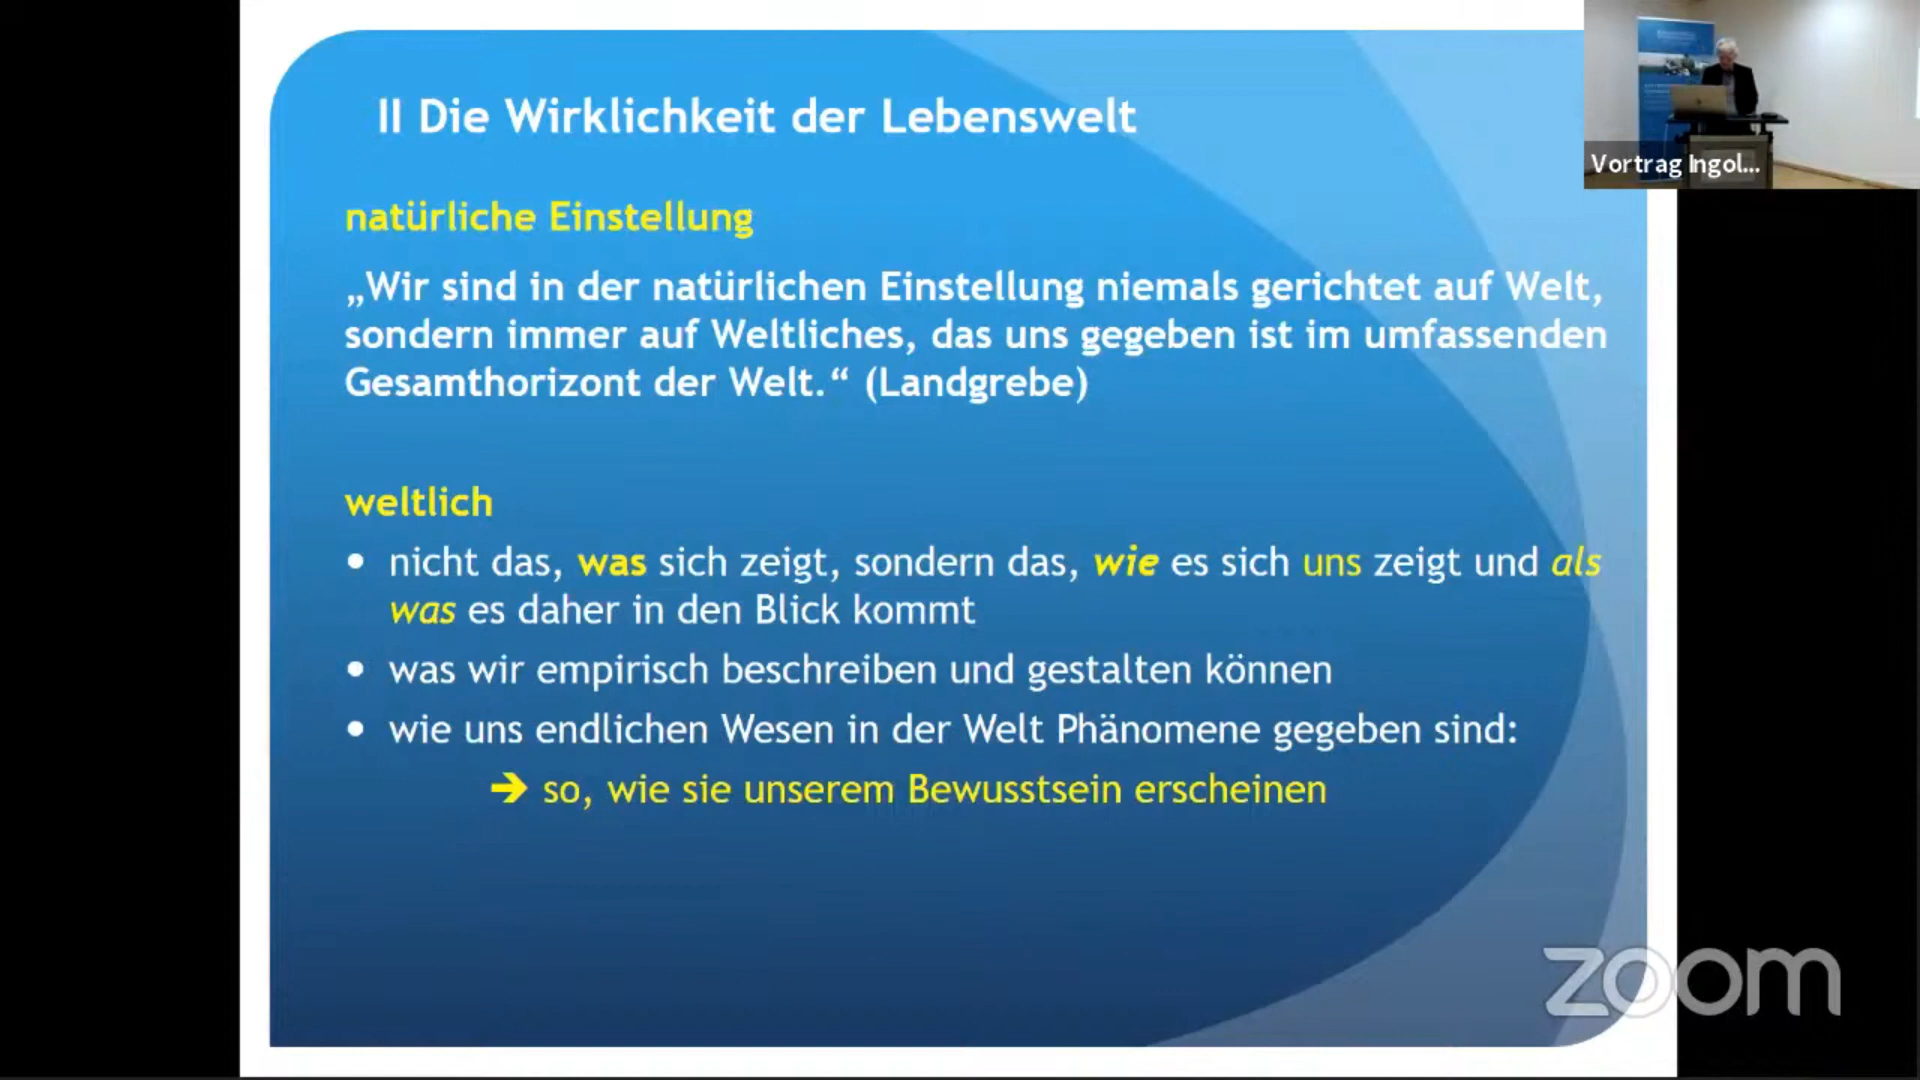 II Die Wirklichkeit der Lebenswelt
Vortrag Ingol...
natürliche Einstellung
„Wir sind in der natürlichen Einstellung niemals gerichtet auf Welt,
sondern immer auf Weltliches, das uns gegeben ist im umfassenden
Gesamthorizont der Welt.“ (Landgrebe)
weltlich
• nicht das, was sich zeigt, sondern das, wie es sich uns zeigt und als
was es daher in den Blick kommt
• was wir empirisch beschreiben und gestalten können
• wie uns endlichen Wesen in der Welt Phänomene gegeben sind:
➔ so, wie sie unserem Bewusstsein erscheinen
zoom